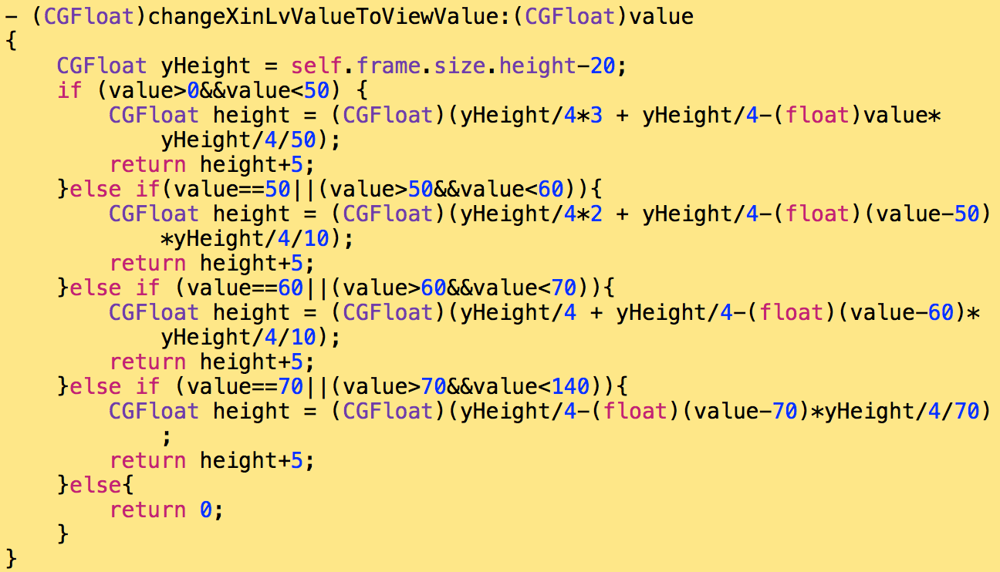 - (CGFloat)changeXinLvValueToViewValue:(CGFloat)value
{
    CGFloat yHeight = self.frame.size.height-20;
    if (value>0&&value<50) {
        CGFloat height = (CGFloat)(yHeight/4*3 + yHeight/4-(float)value*
            yHeight/4/50);
        return height+5;
    }else if(value==50||(value>50&&value<60)){
        CGFloat height = (CGFloat)(yHeight/4*2 + yHeight/4-(float)(value-50)
            *yHeight/4/10);
        return height+5;
    }else if (value==60||(value>60&&value<70)){
        CGFloat height = (CGFloat)(yHeight/4 + yHeight/4-(float)(value-60)*
            yHeight/4/10);
        return height+5;
    }else if (value==70||(value>70&&value<140)){
        CGFloat height = (CGFloat)(yHeight/4-(float)(value-70)*yHeight/4/70)
            ;
        return height+5;
    }else{
        return 0;
    }
}